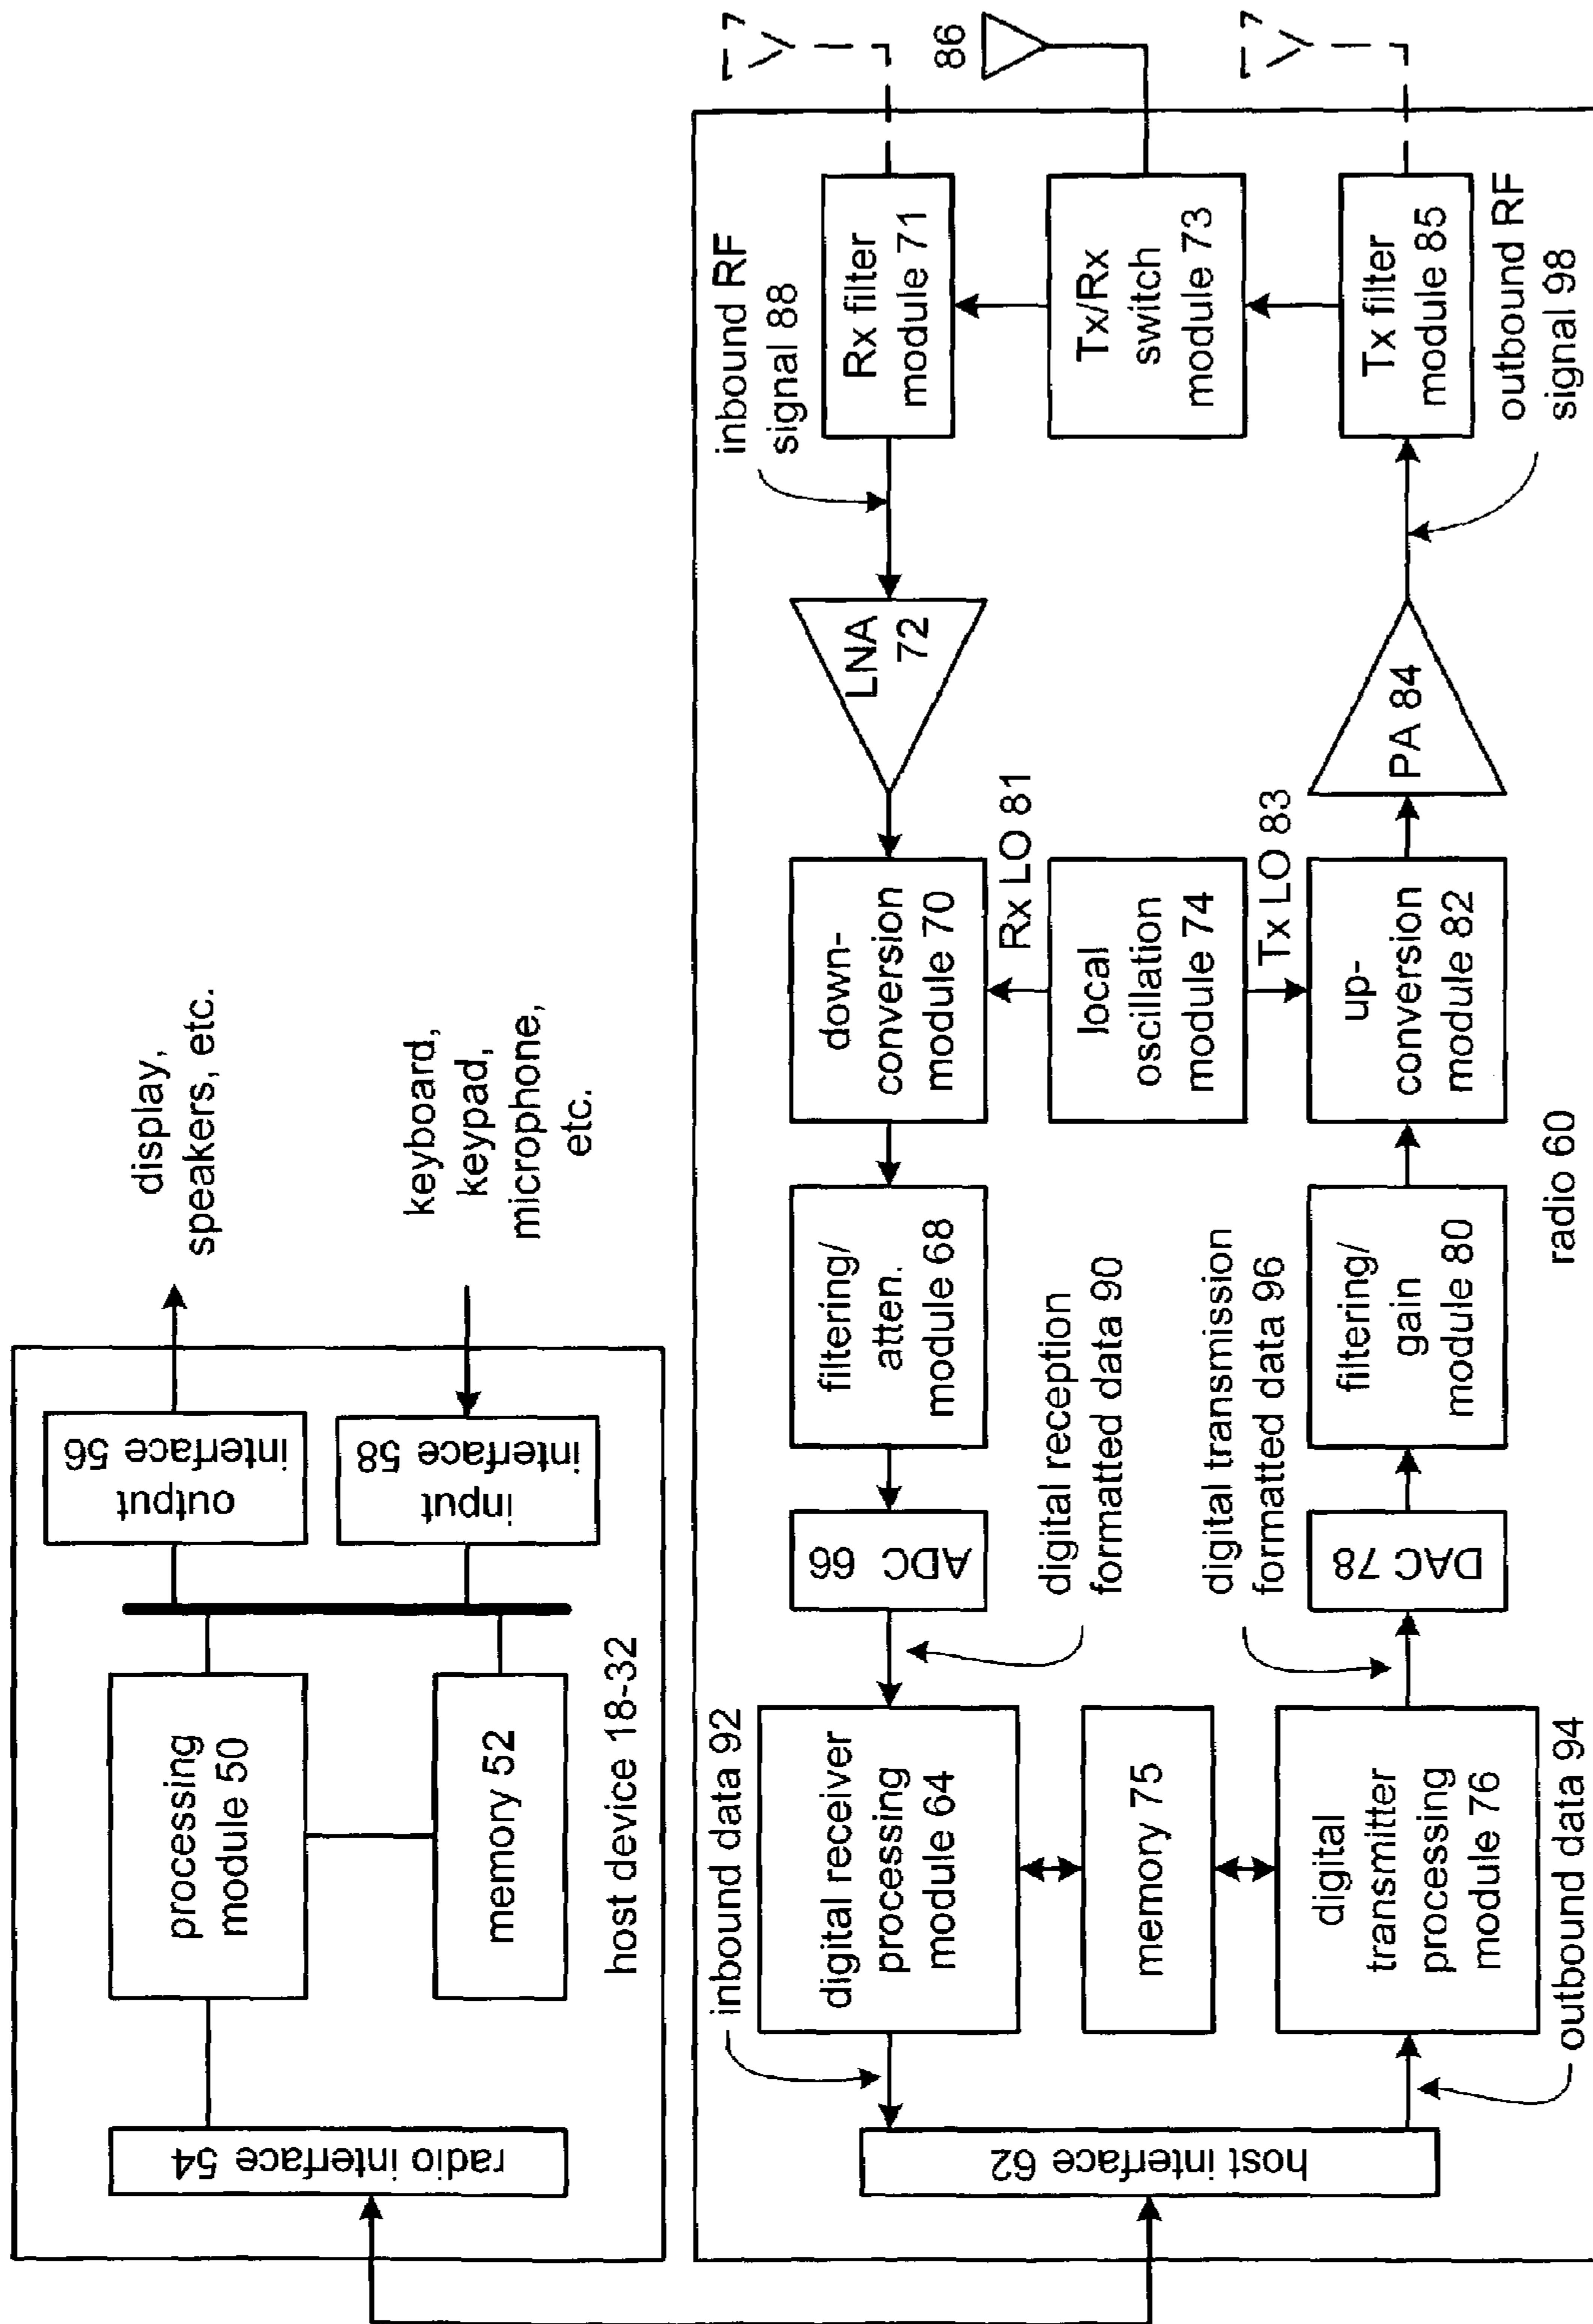 radio interface 54
processing
module 50
memory 52
output
interface 56
input
interface 58
host device 18-32
display,
speakers, etc.
keyboard,
keypad,
microphone,
etc.
host interface 62
inbound data 92
digital receiver
processing
module 64
memory 75
digital
transmitter
processing
module 76
outbound data 94
ADC 66
digital reception
formatted data 90
digital transmission
formatted data 96
DAC 78
filtering/
atten.
module 68
filtering/
gain
module 80
down-
conversion
module 70
Rx LO 81
local
oscillation
module 74
Tx LO 83
up-
conversion
module 82
LNA
72
PA 84
inbound RF
signal 88
Rx filter
module 71
Tx/Rx
switch
module 73
Tx filter
module 85
outbound RF
signal 98
86
radio 60